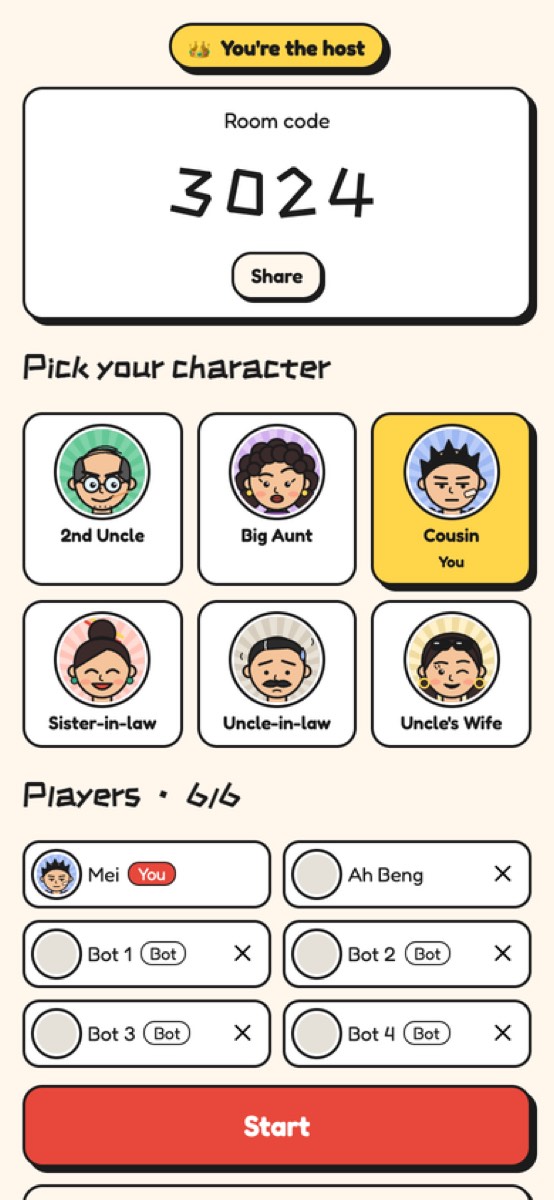 You're the host
Room code
3024
Share
Pick your character
2nd Uncle
Big Aunt
Cousin
You
Sister-in-law
Uncle-in-law
Uncle's Wife
Players · 6/6
Mei You
Ah Beng ×
Bot 1 Bot ×
Bot 2 Bot ×
Bot 3 Bot ×
Bot 4 Bot ×
Start